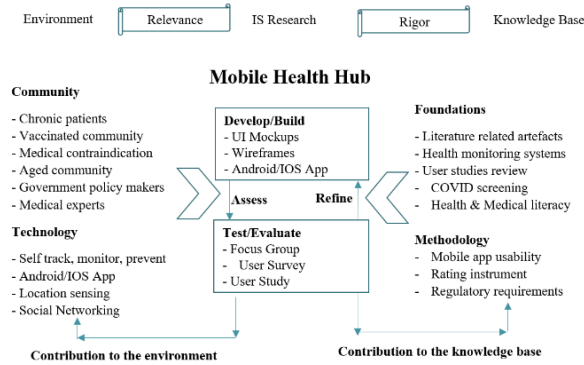 Environment Relevance IS Research Rigor Knowledge Base
Mobile Health Hub
Community
- Chronic patients
- Vaccinated community
- Medical contraindication
- Aged community
- Government policy makers
- Medical experts
Technology
- Self track, monitor, prevent
- Android/IOS App
- Location sensing
- Social Networking
Develop/Build
- UI Mockups
- Wireframes
- Android/IOS App
Assess Refine
Test/Evaluate
- Focus Group
- User Survey
- User Study
Foundations
- Literature related artefacts
- Health monitoring systems
- User studies review
- COVID screening
- Health & Medical literacy
Methodology
- Mobile app usability
- Rating instrument
- Regulatory requirements
Contribution to the environment
Contribution to the knowledge base